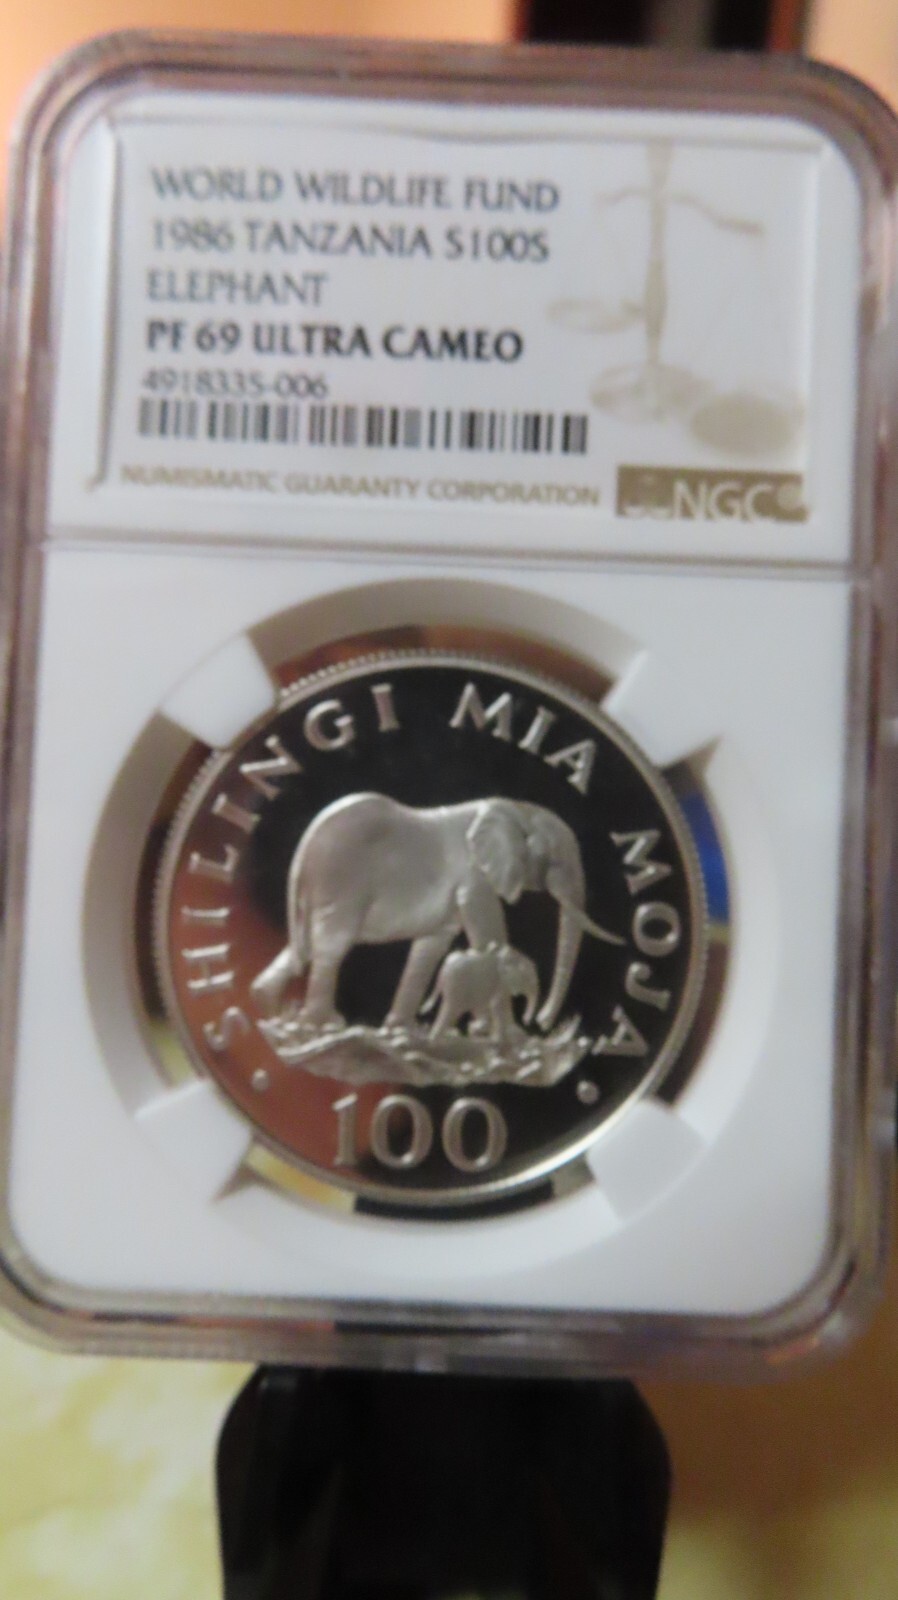 WORLD WILDLIFE FUND
1986 TANZANIA S100S
ELEPHANT
PF 69 ULTRA CAMEO
4918335-006
NUMISMATIC GUARANTY CORPORATION
NGC
SHILINGI MIA MOJA
100